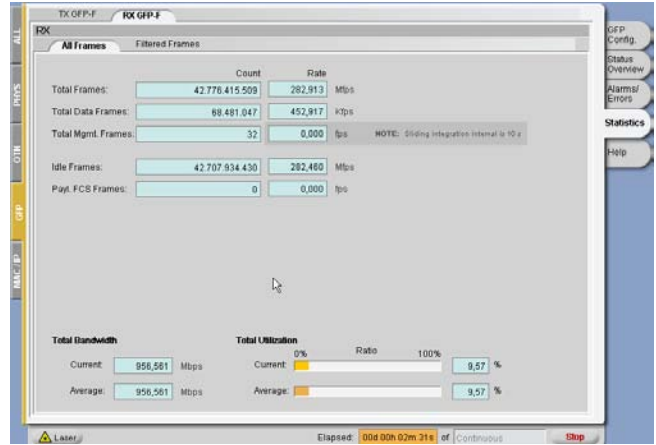 TX GFP-F RX GFP-F
RX
All Frames Filtered Frames
Count Rate
Total Frames: 42.776.415.509 282,913 Mfps
Total Data Frames: 68.481.047 452,917 Kfps
Total Mgmt. Frames: 32 0,000 fps NOTE: Sliding integration interval is 10 s
Idle Frames: 42.707.934.430 282,460 Mfps
Payl. FCS Frames: 0 0,000 fps
Total Bandwidth Total Utilization
0% Ratio 100%
Current: 956,561 Mbps Current: 9,57 %
Average: 956,561 Mbps Average: 9,57 %
Laser Elapsed: 00d 00h 02m 31s of Continuous Stop
ALL
PHYS
OTN
GFP
MAC/IP
GFP
Config.
Status
Overview
Alarms/
Errors
Statistics
Help